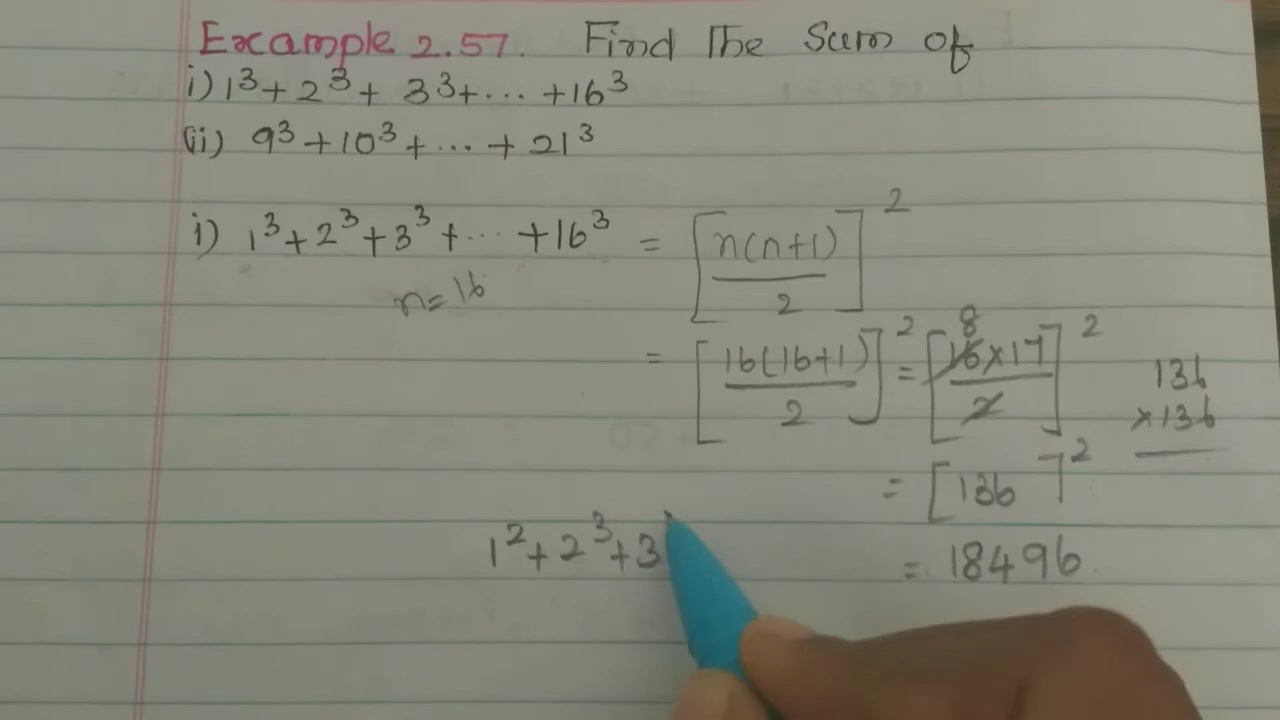 Example 2.57. Find The Sum of
i) 1³ + 2³ + 3³ + ... + 16³
(ii) 9³ + 10³ + ... + 21³
i) 1³ + 2³ + 3³ + ... + 16³ = [n(n+1)/2]²
n = 16
= [16(16+1)/2]² = [16×17/2]²
8
136
×136
= [136]²
1² + 2³ + 3
= 18496